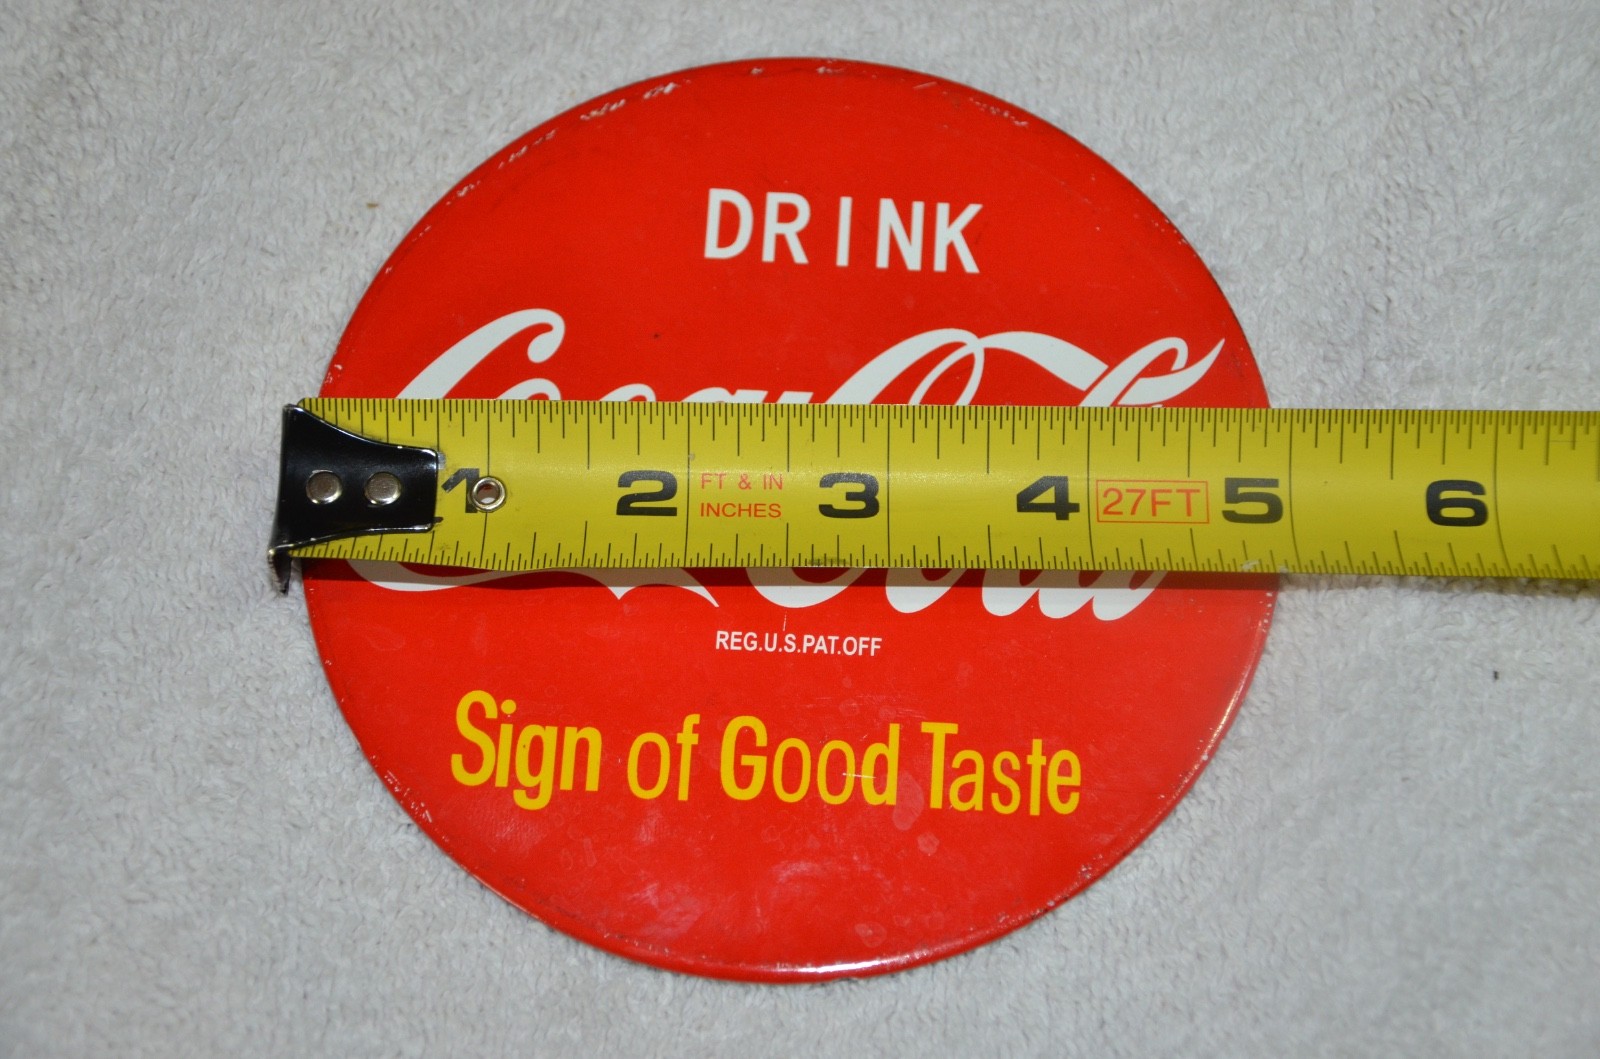 DRINK
Coca-Cola
1 2 FT & IN 3 4 27FT 5 6
INCHES
REG.U.S.PAT.OFF
Sign of Good Taste